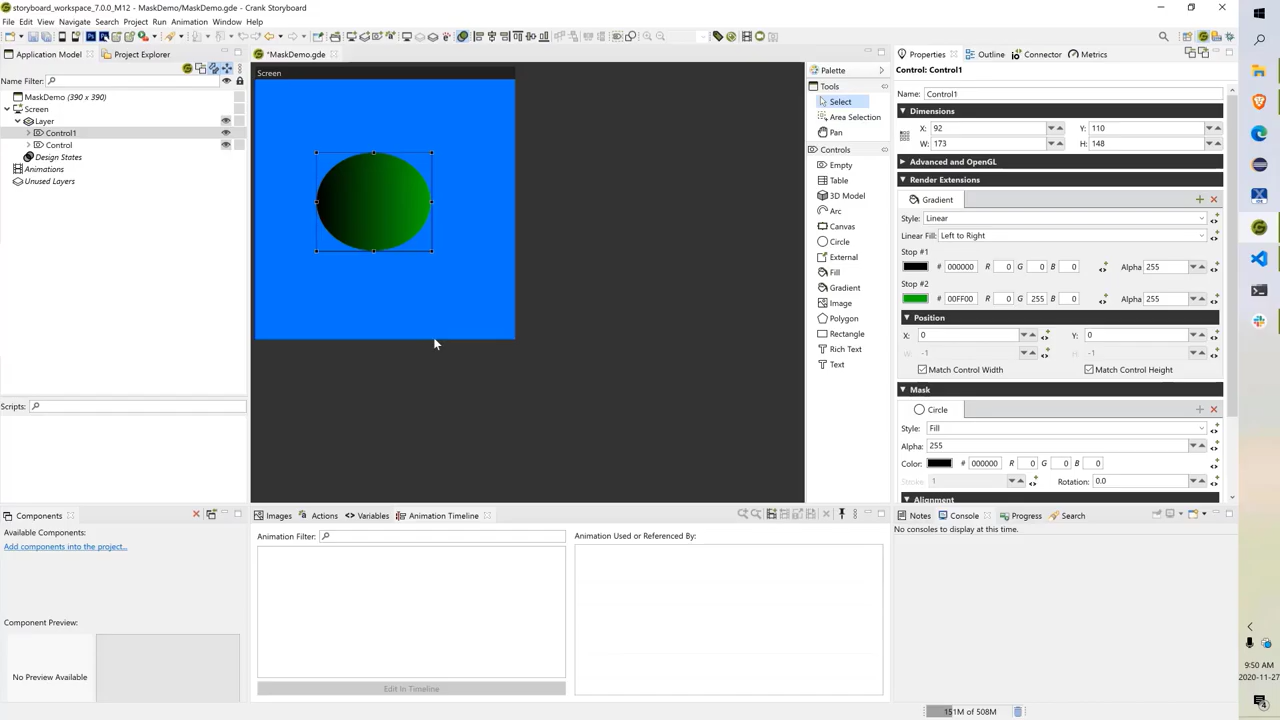 storyboard_workspace_7.0.0_M12 - MaskDemo/MaskDemo.gde - Crank Storyboard
File Edit View Navigate Search Project Run Animation Window Help
Application Model
Project Explorer
Name Filter:
MaskDemo (390 x 390)
Screen
Layer
Control1
Control
Design States
Animations
Unused Layers
Scripts:
Components
Available Components:
Add components into the project...
Component Preview:
No Preview Available
*MaskDemo.gde
Screen
Palette
Tools
Select
Area Selection
Pan
Controls
Empty
Table
3D Model
Arc
Canvas
Circle
External
Fill
Gradient
Image
Polygon
Rectangle
Rich Text
Text
Images Actions Variables Animation Timeline
Animation Filter:
Animation Used or Referenced By:
Edit In Timeline
Properties Outline Connector Metrics
Control: Control1
Name: Control1
Dimensions
X: 92 Y: 110
W: 173 H: 148
Advanced and OpenGL
Render Extensions
Gradient
Style: Linear
Linear Fill: Left to Right
Stop #1
# 000000 R 0 G 0 B 0 Alpha 255
Stop #2
# 00FF00 R 0 G 255 B 0 Alpha 255
Position
X: 0 Y: 0
W: -1 H: -1
Match Control Width Match Control Height
Mask
Circle
Style: Fill
Alpha: 255
Color: # 000000 R 0 G 0 B 0
Stroke: 1 Rotation: 0.0
Alignment
Notes Console Progress Search
No consoles to display at this time.
151M of 508M
9:50 AM
2020-11-27